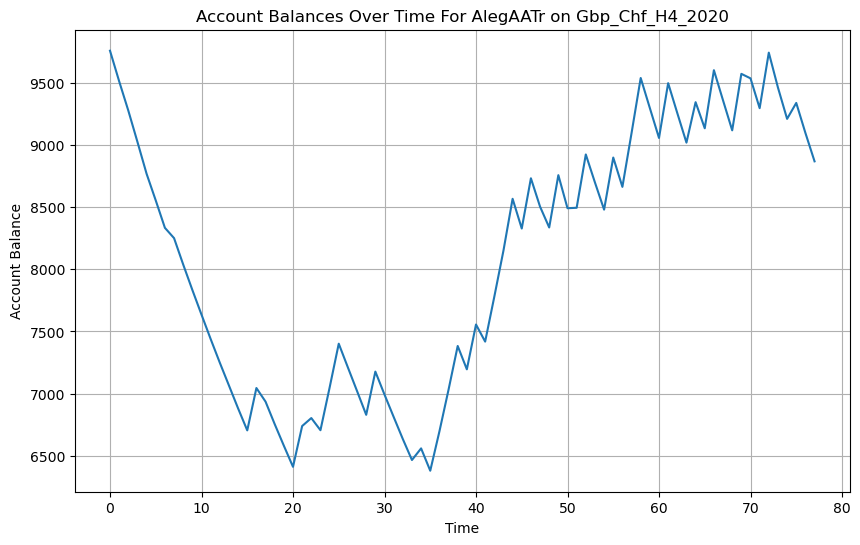 Account Balances Over Time For AlegAATr on Gbp_Chf_H4_2020
Account Balance
9500
9000
8500
8000
7500
7000
6500
0 10 20 30 40 50 60 70 80
Time